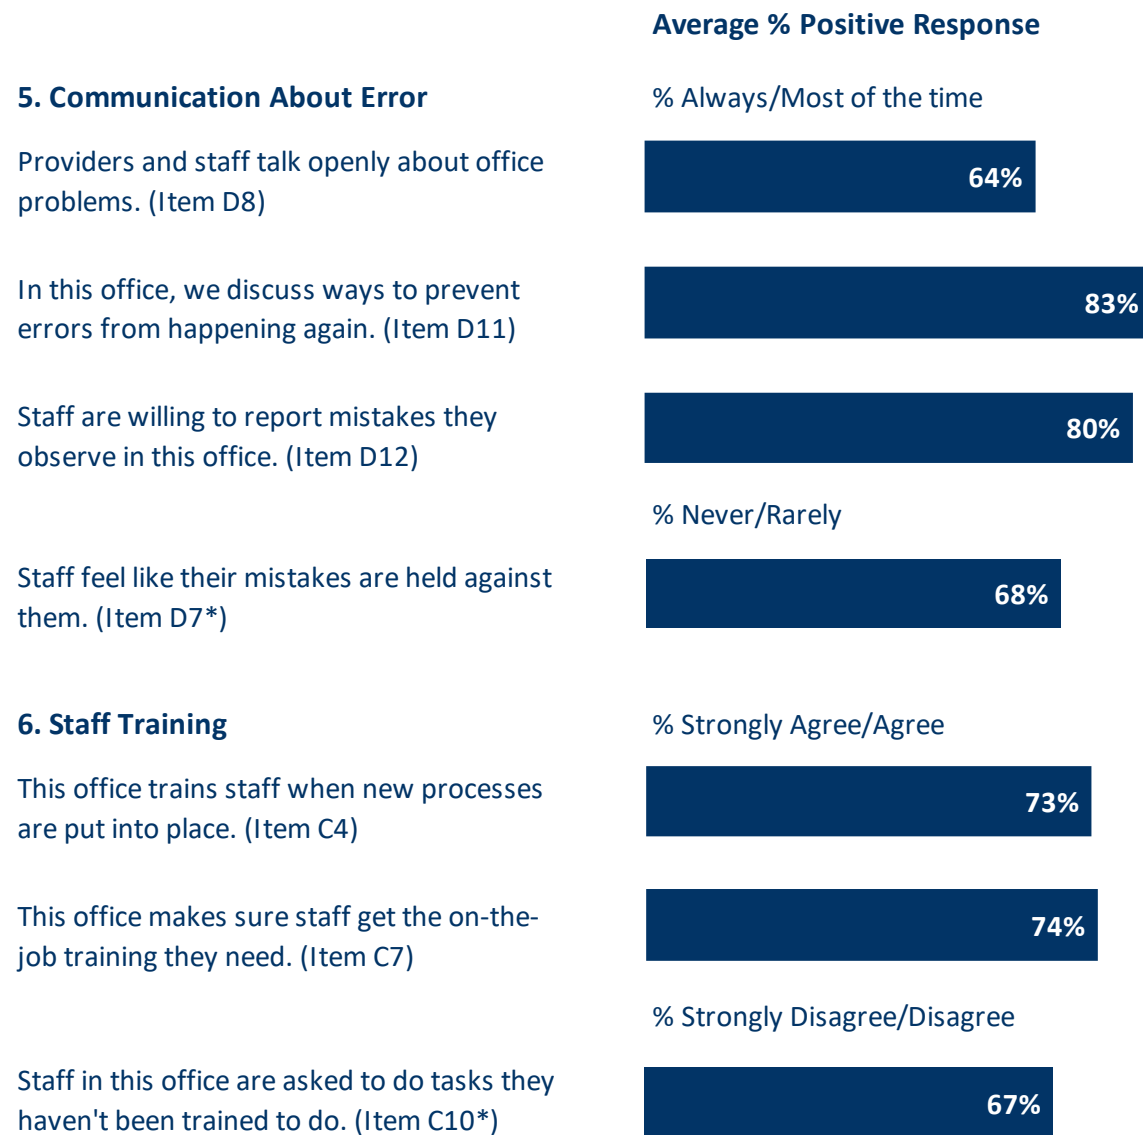 Average % Positive Response
5. Communication About Error
% Always/Most of the time
Providers and staff talk openly about office
problems. (Item D8)
64%
In this office, we discuss ways to prevent
errors from happening again. (Item D11)
83%
Staff are willing to report mistakes they
observe in this office. (Item D12)
80%
% Never/Rarely
Staff feel like their mistakes are held against
them. (Item D7*)
68%
6. Staff Training
% Strongly Agree/Agree
This office trains staff when new processes
are put into place. (Item C4)
73%
This office makes sure staff get the on-the-
job training they need. (Item C7)
74%
% Strongly Disagree/Disagree
Staff in this office are asked to do tasks they
haven't been trained to do. (Item C10*)
67%